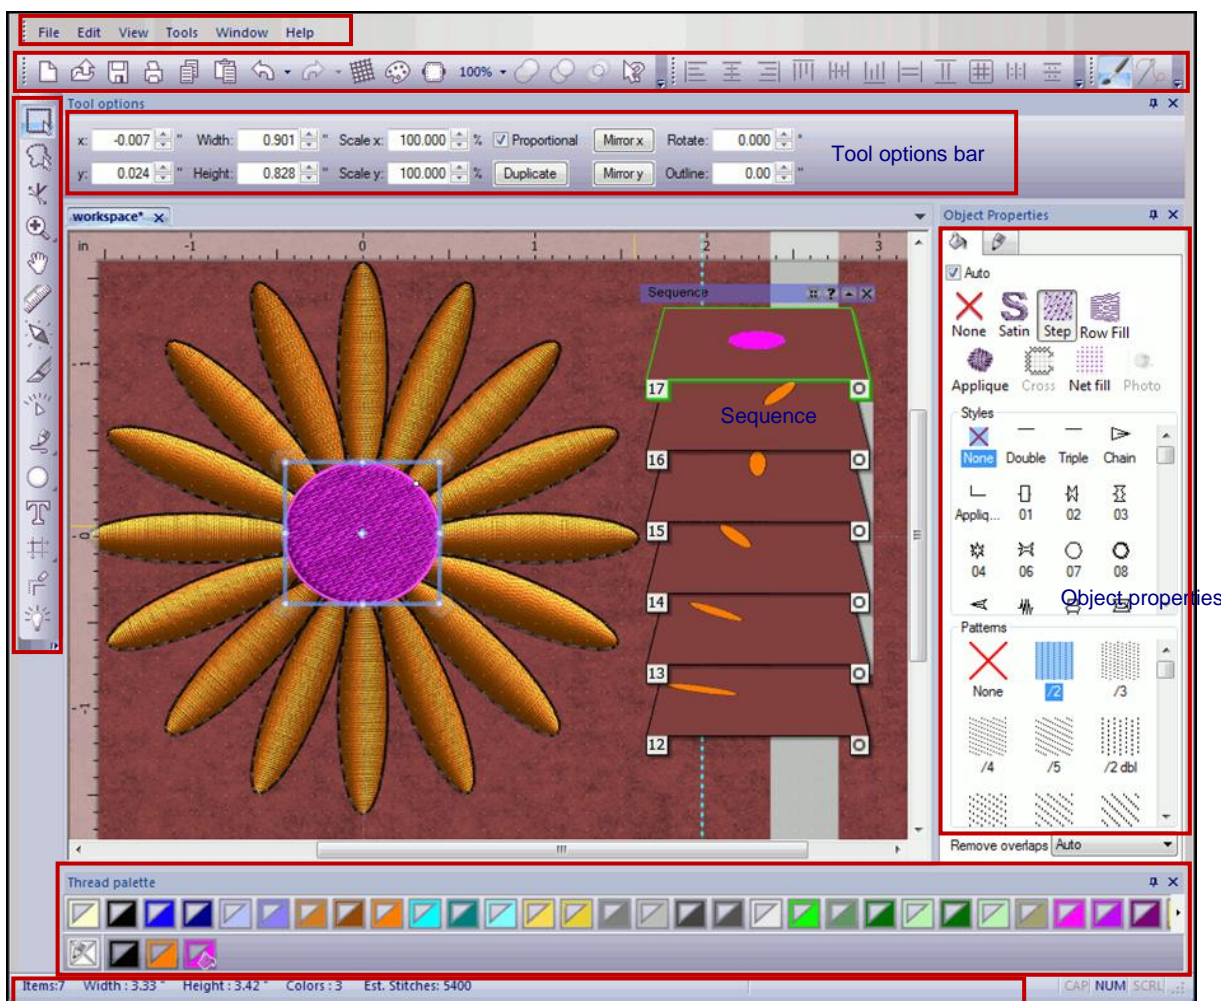 File Edit View Tools Window Help
100%
Tool options
x: -0.007 " Width: 0.901 " Scale x: 100.000 % Proportional Mirror x Rotate: 0.000 °
y: 0.024 " Height: 0.828 " Scale y: 100.000 % Duplicate Mirror y Outline: 0.00 "
Tool options bar
workspace* x
in -1 0 1 2 3
1
0
-1
Sequence
17
Sequence
16
15
14
13
12
Object Properties
Auto
None Satin Step Row Fill
Applique Cross Net fill Photo
Styles
None Double Triple Chain
Appliq... 01 02 03
04 06 07 08
Object properties
Patterns
None /2 /3
/4 /5 /2 dbl
Remove overlaps Auto
Thread palette
Items:7 Width : 3.33 " Height : 3.42 " Colors : 3 Est. Stitches: 5400 CAP NUM SCRL